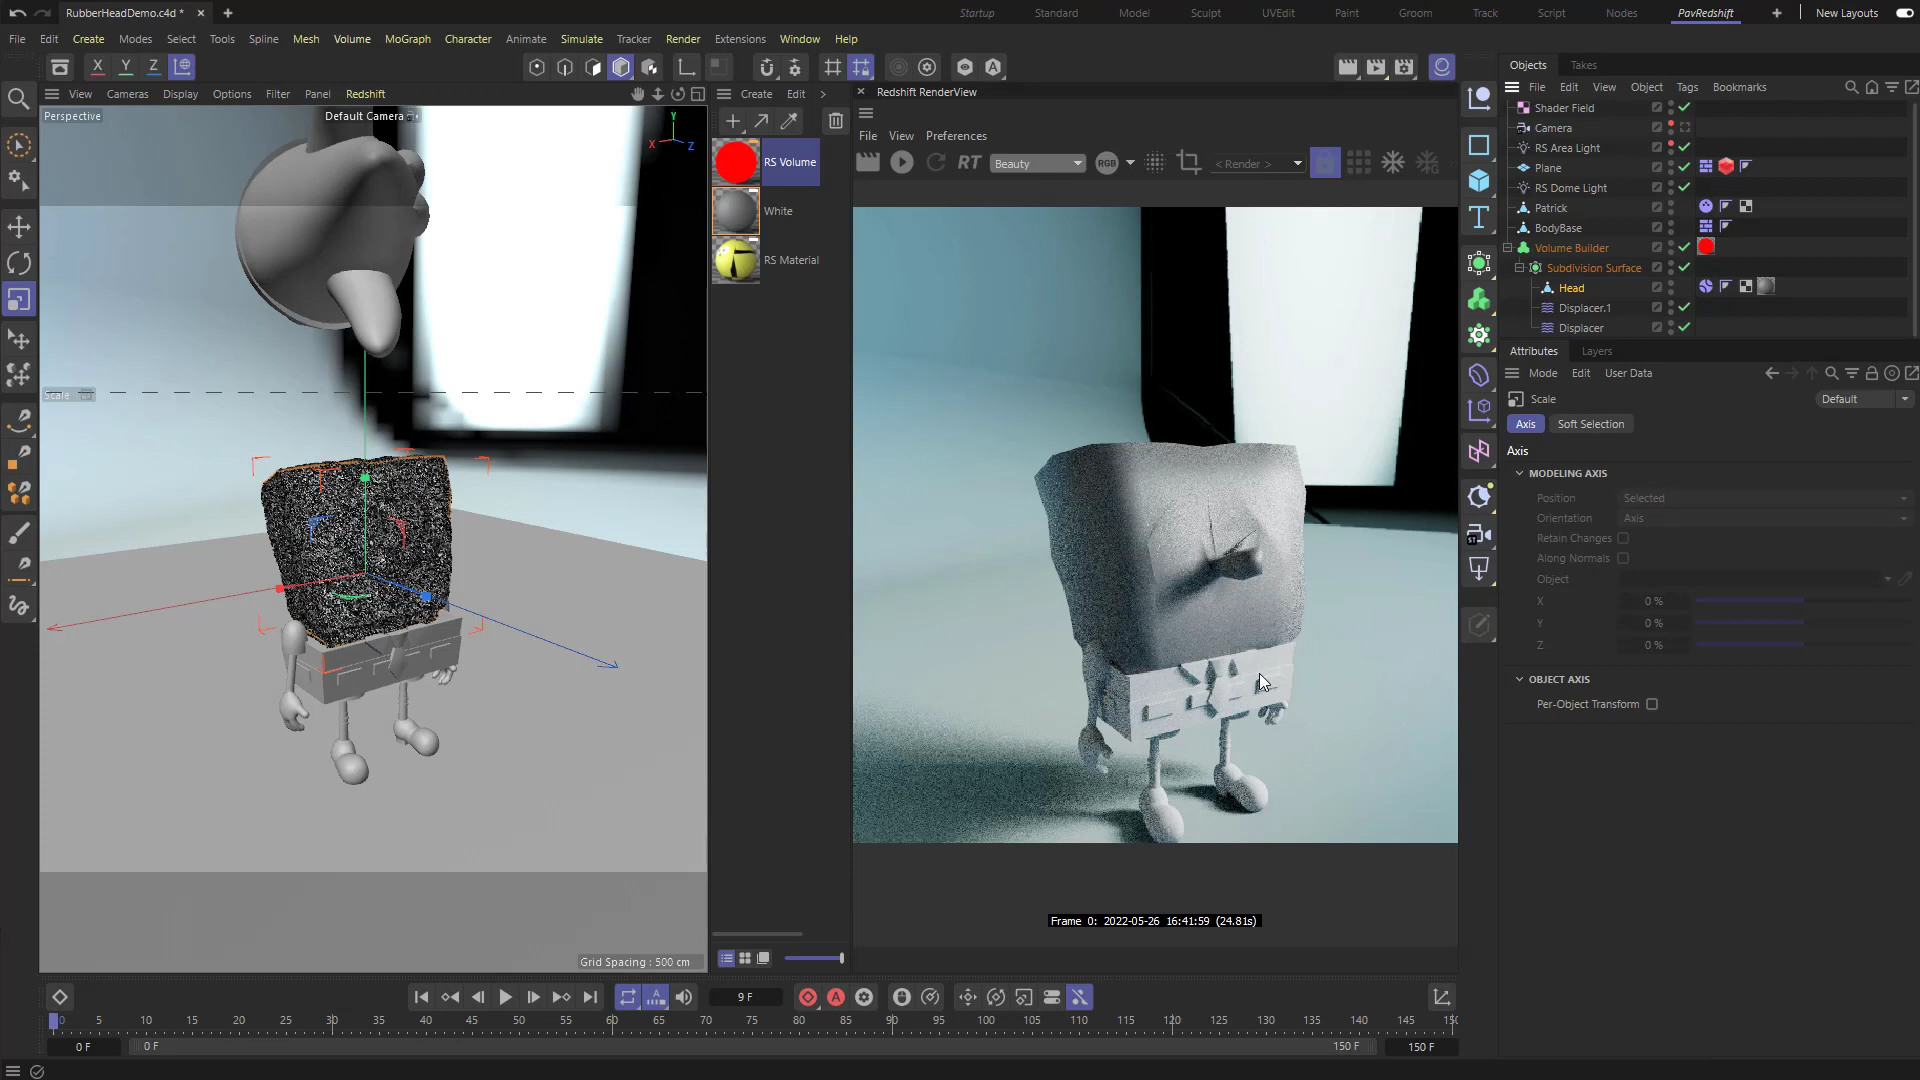 RubberHeadDemo.c4d *
Startup Standard Model Sculpt UVEdit Paint Groom Track Script Nodes PavRedshift New Layouts
File Edit Create Modes Select Tools Spline Mesh Volume MoGraph Character Animate Simulate Tracker Render Extensions Window Help
X Y Z
Objects Takes
View Cameras Display Options Filter Panel Redshift
Create Edit
Redshift RenderView
File Edit View Object Tags Bookmarks
Perspective
Default Camera
Y
X
Z
File View Preferences
RT Beauty RGB < Render >
RS Volume
White
RS Material
Shader Field
Camera
RS Area Light
Plane
RS Dome Light
Patrick
BodyBase
Volume Builder
Subdivision Surface
Head
Displacer.1
Displacer
Attributes Layers
Mode Edit User Data
Scale Default
Axis Soft Selection
Axis
MODELING AXIS
Position Selected
Orientation Axis
Retain Changes
Along Normals
Object
X 0 %
Y 0 %
Z 0 %
OBJECT AXIS
Per-Object Transform
Scale
Frame 0: 2022-05-26 16:41:59 (24.81s)
Grid Spacing : 500 cm
9 F
0 5 10 15 20 25 30 35 40 45 50 55 60 65 70 75 80 85 90 95 100 105 110 115 120 125 130 135 140 145
0 F 0 F 150 F 150 F